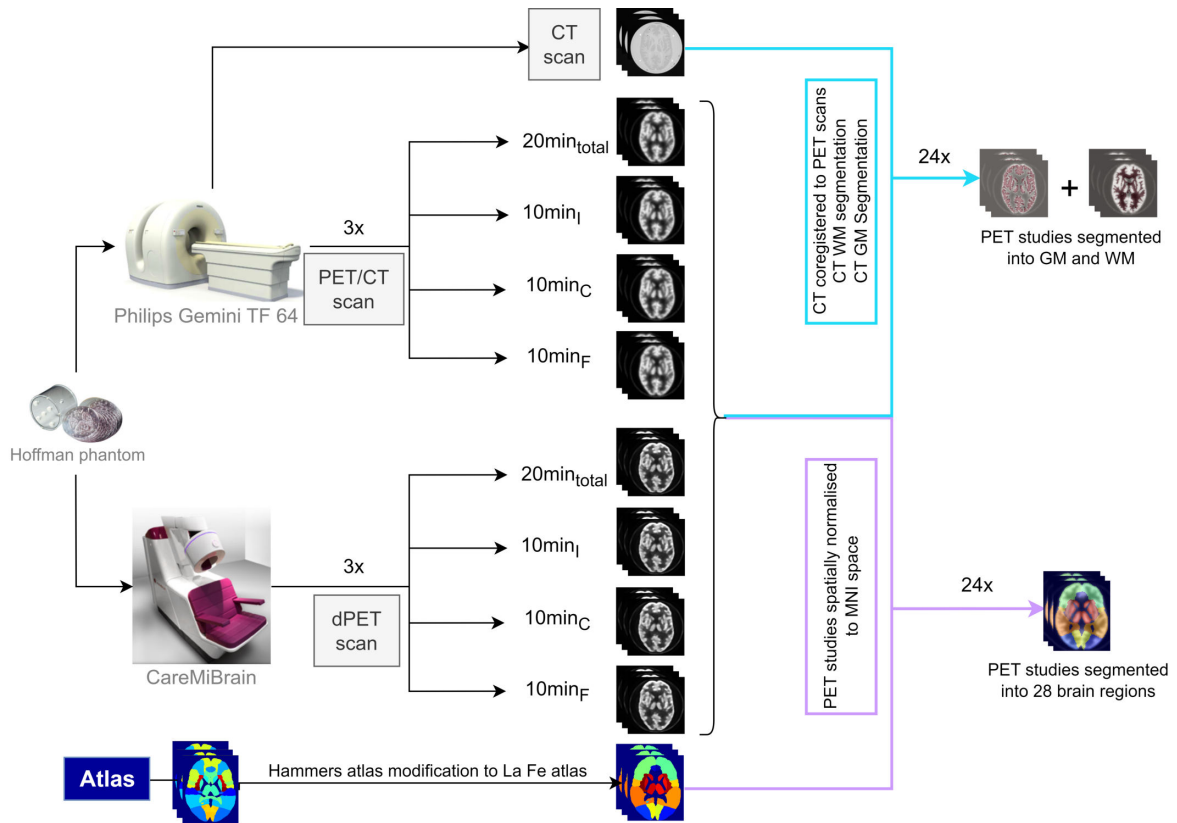 CT
scan
20min_total
10min_I
3x
PET/CT
scan
10min_C
Philips Gemini TF 64
10min_F
CT coregistered to PET scans
CT WM segmentation
CT GM Segmentation
24x
+
PET studies segmented
into GM and WM
Hoffman phantom
20min_total
10min_I
3x
dPET
scan
10min_C
CareMiBrain
10min_F
PET studies spatially normalised
to MNI space
24x
PET studies segmented
into 28 brain regions
Atlas
Hammers atlas modification to La Fe atlas